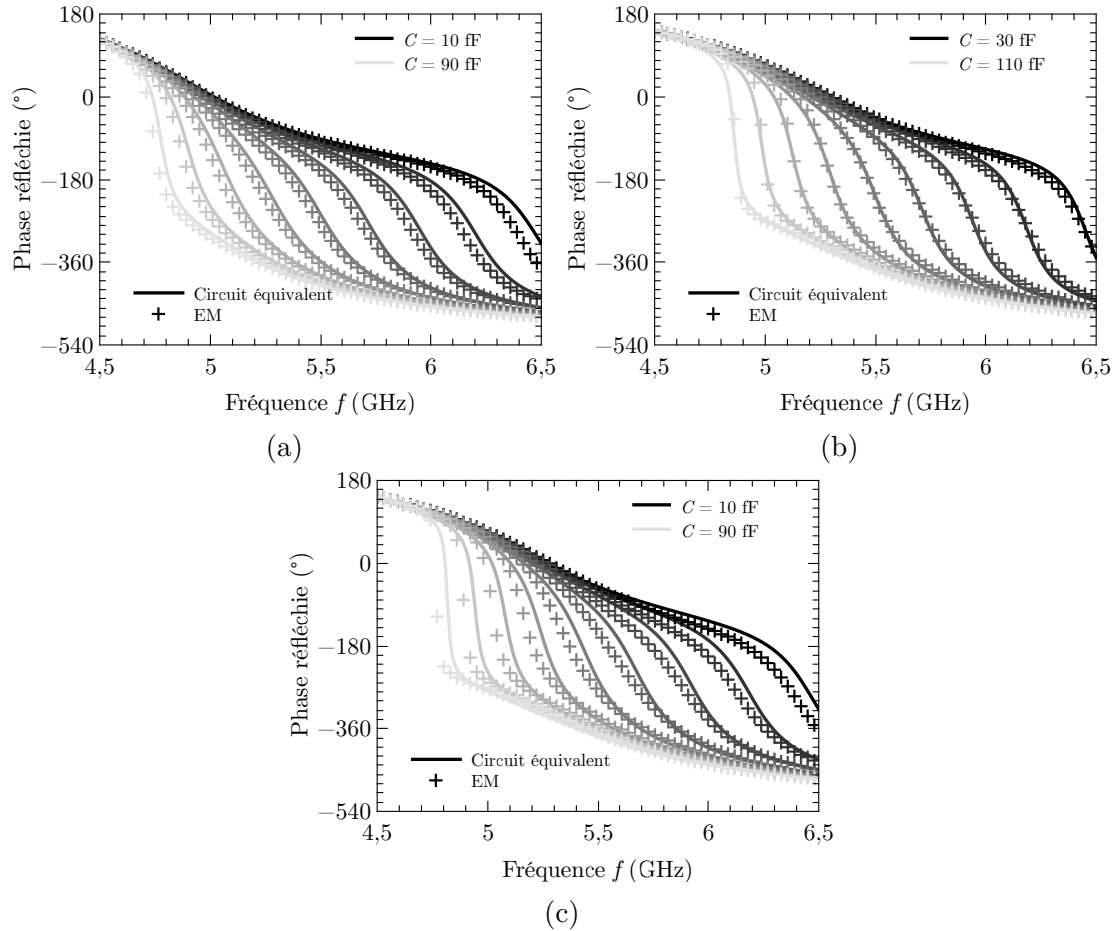 180
0
−180
−360
−540
4,5
5
5,5
6
6,5
Phase réfléchie (°)
Fréquence f (GHz)
C = 10 fF
C = 90 fF
Circuit équivalent
EM
(a)
180
0
−180
−360
−540
4,5
5
5,5
6
6,5
Phase réfléchie (°)
Fréquence f (GHz)
C = 30 fF
C = 110 fF
Circuit équivalent
EM
(b)
180
0
−180
−360
−540
4,5
5
5,5
6
6,5
Phase réfléchie (°)
Fréquence f (GHz)
C = 10 fF
C = 90 fF
Circuit équivalent
EM
(c)